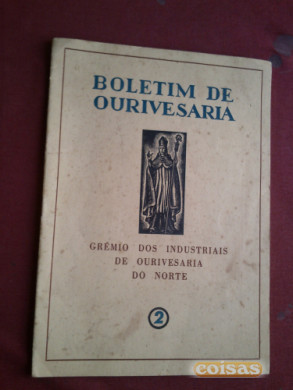 BOLETIM DE
OURIVESARIA
GRÉMIO DOS INDUSTRIAIS
DE OURIVESARIA
DO NORTE
2
coisas